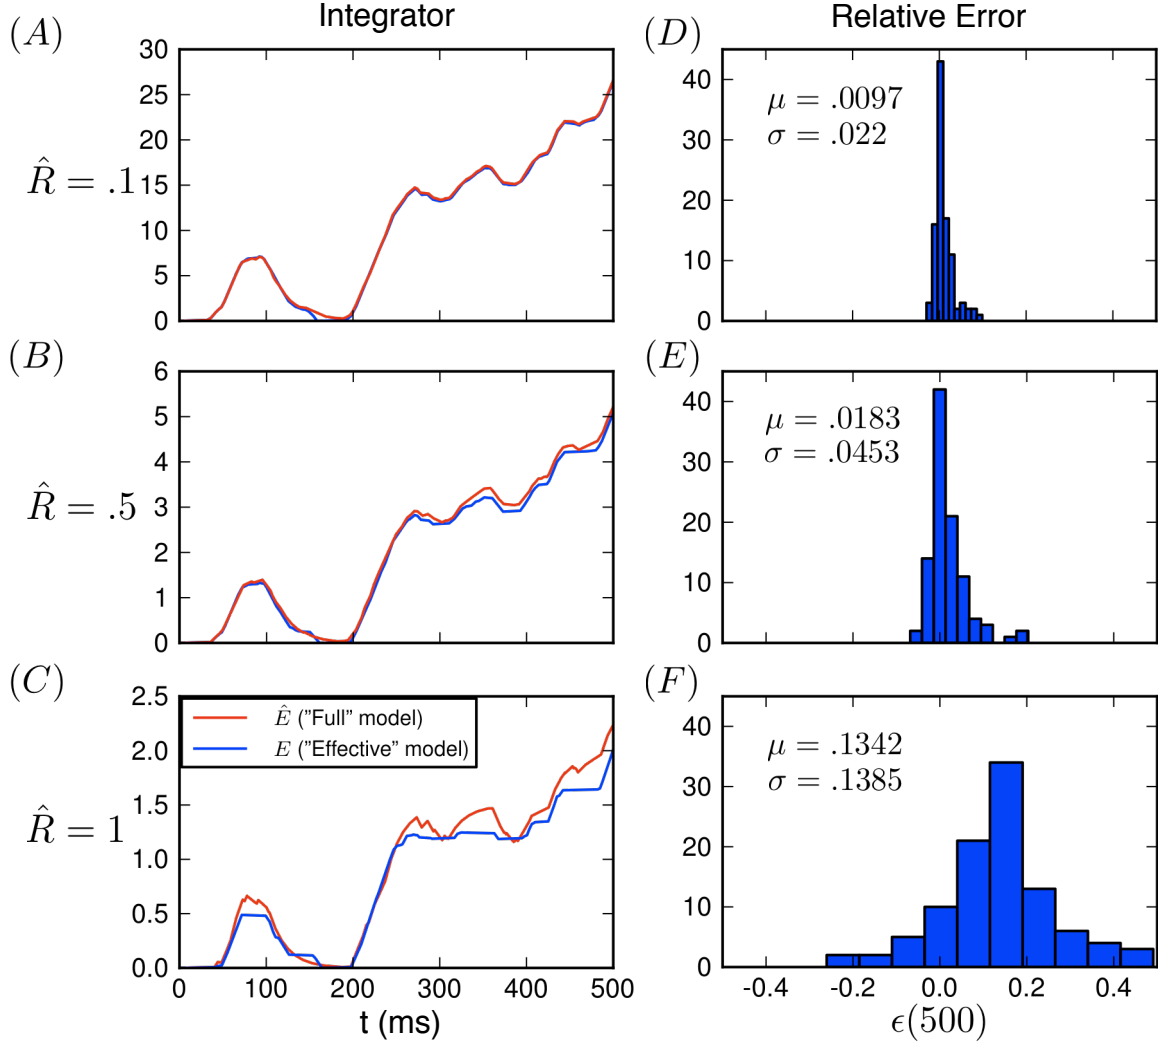 Integrator
Relative Error
(A)
30
25
20
15
10
5
0
R̂ = .1
(D)
40
30
20
10
0
μ = .0097
σ = .022
(B)
6
5
4
3
2
1
0
R̂ = .5
(E)
40
30
20
10
0
μ = .0183
σ = .0453
(C)
2.5
2.0
1.5
1.0
0.5
0.0
R̂ = 1
Ê ("Full" model)
E ("Effective" model)
0 100 200 300 400 500
t (ms)
(F)
40
30
20
10
0
μ = .1342
σ = .1385
-0.4 -0.2 0.0 0.2 0.4
ϵ(500)